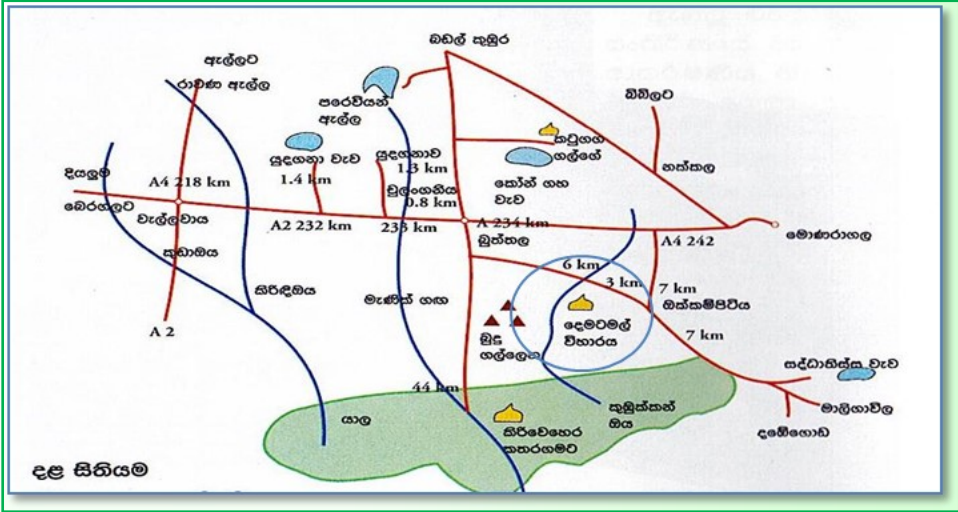 බඩල් කුඹුර
ඇල්ලට
රාවණ ඇල්ල
පරෙවියන්
ඇල්ල
බිබිලට
කටුගහ
ගල්ගේ
යුදගනා වැව
යුදගනාව
1.3 km
1.4 km
නක්කල
දියලුම
A4 218 km
කෝන් ගහ
වැව
චූලංගනිය
0.8 km
බෙරගලට
වැල්ලවාය
A2 232 km
233 km
A 234 km
බුත්තල
A4 242
මොණරාගල
කුඩාඔය
කිරිඳිඔය
මැණික් ගඟ
6 km
3 km
7 km
ඔක්කම්පිටිය
A 2
බුදු
ගල්ලෙන
දෙමටමල්
විහාරය
7 km
සද්ධාතිස්ස වැව
44 km
මාලිගාවිල
කුඹුක්කන්
ඔය
දඹේගොඩ
යාල
කිරිවෙහෙර
කතරගමට
දළ සිතියම